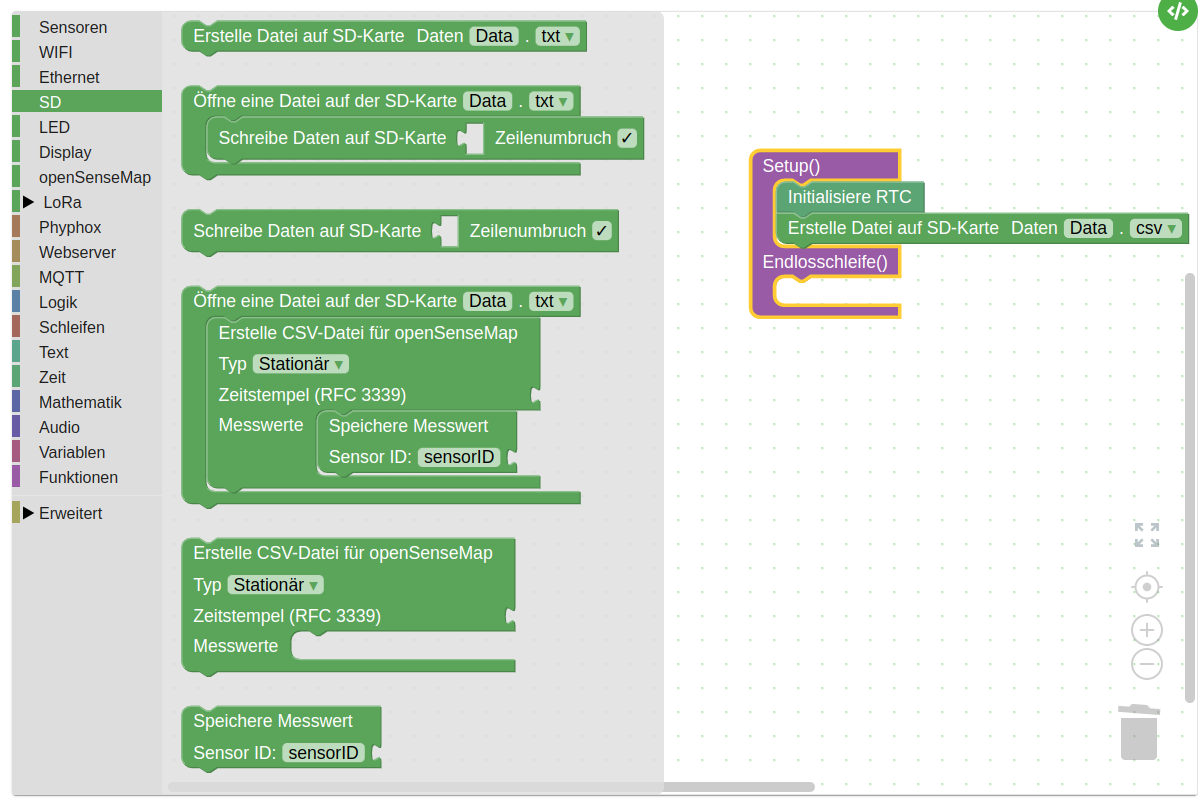 Sensoren
WIFI
Ethernet
SD
LED
Display
openSenseMap
LoRa
Phyphox
Webserver
MQTT
Logik
Schleifen
Text
Zeit
Mathematik
Audio
Variablen
Funktionen
Erweitert
Erstelle Datei auf SD-Karte Daten Data . txt ▾
Öffne eine Datei auf der SD-Karte Data . txt ▾
Schreibe Daten auf SD-Karte Zeilenumbruch ✓
Schreibe Daten auf SD-Karte Zeilenumbruch ✓
Öffne eine Datei auf der SD-Karte Data . txt ▾
Erstelle CSV-Datei für openSenseMap
Typ Stationär ▾
Zeitstempel (RFC 3339)
Messwerte Speichere Messwert
Sensor ID: sensorID
Erstelle CSV-Datei für openSenseMap
Typ Stationär ▾
Zeitstempel (RFC 3339)
Messwerte
Speichere Messwert
Sensor ID: sensorID
Setup()
Initialisiere RTC
Erstelle Datei auf SD-Karte Daten Data . csv ▾
Endlosschleife()